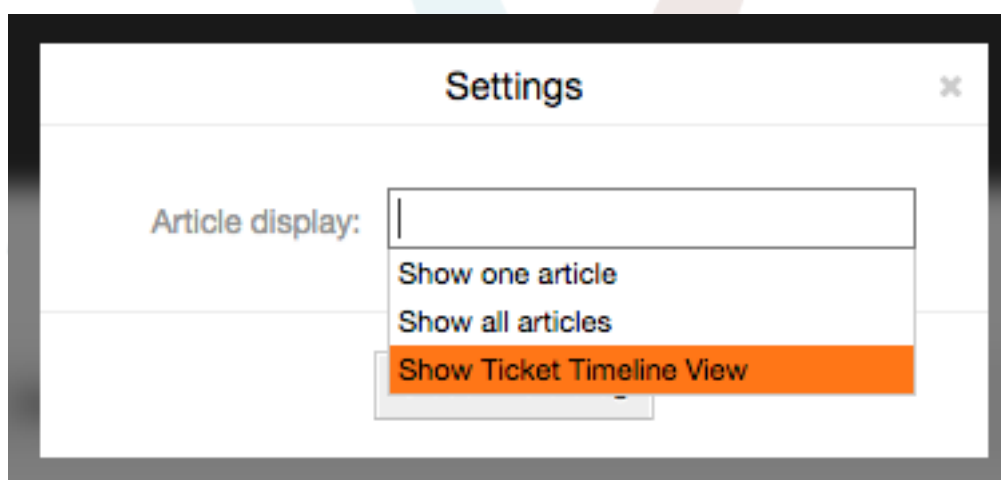 Settings
Article display:
Show one article
Show all articles
Show Ticket Timeline View